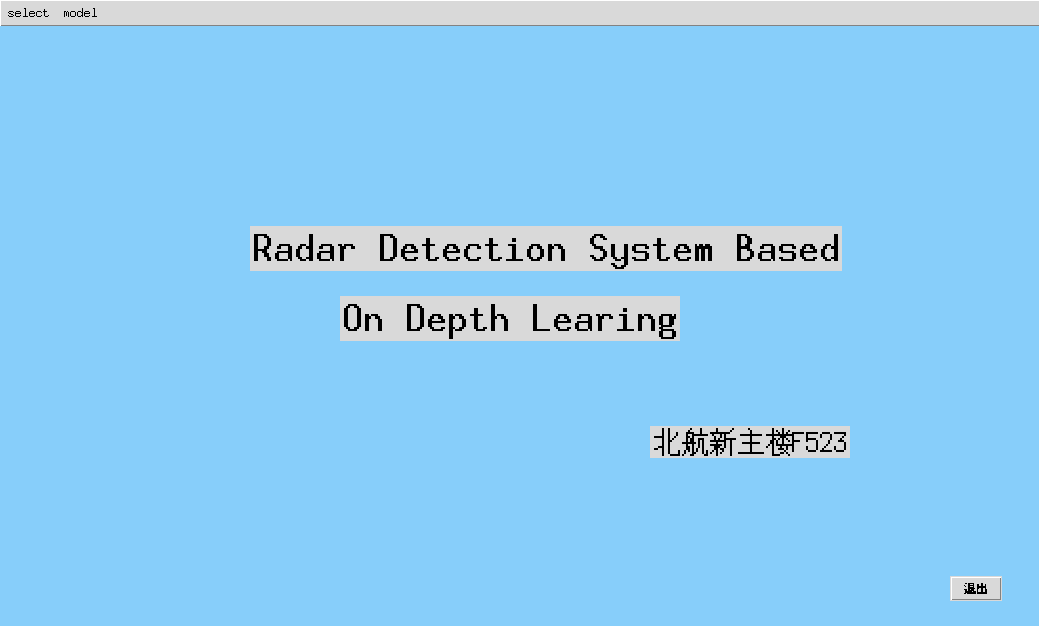 select model
Radar Detection System Based
On Depth Learing
北航新主楼F523
退出